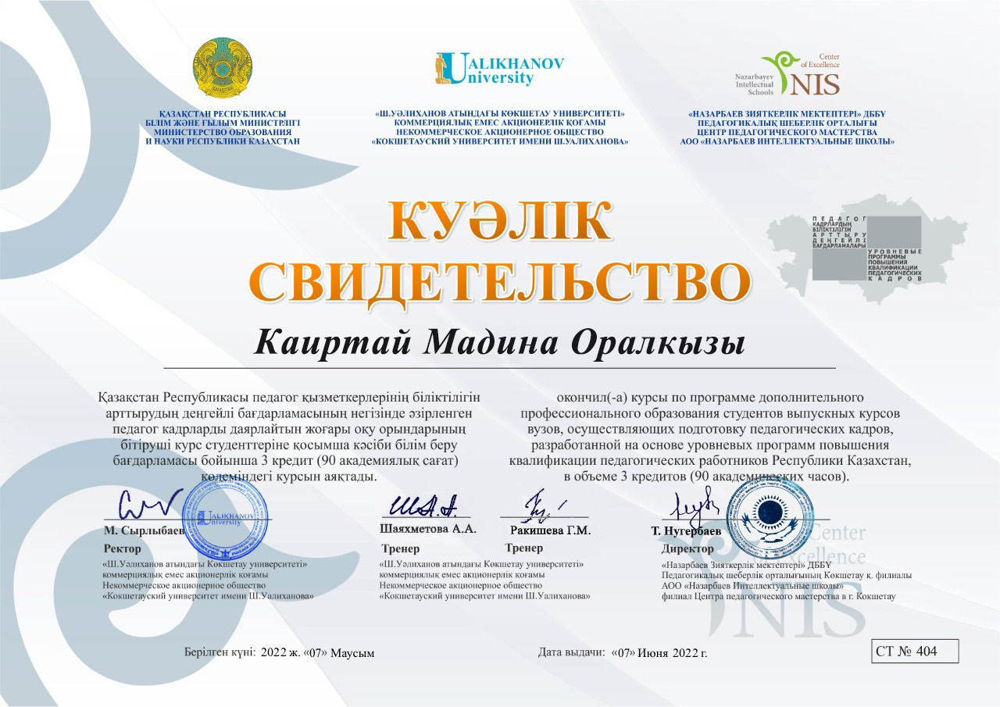 ҚАЗАҚСТАН РЕСПУБЛИКАСЫ
БІЛІМ ЖӘНЕ ҒЫЛЫМ МИНИСТРЛІГІ
МИНИСТЕРСТВО ОБРАЗОВАНИЯ
И НАУКИ РЕСПУБЛИКИ КАЗАХСТАН
UALIKHANOV
University
«Ш.УӘЛИХАНОВ АТЫНДАҒЫ КӨКШЕТАУ УНИВЕРСИТЕТІ»
КОММЕРЦИЯЛЫҚ ЕМЕС АКЦИОНЕРЛІК ҚОҒАМЫ
НЕКОММЕРЧЕСКОЕ АКЦИОНЕРНОЕ ОБЩЕСТВО
«КОКШЕТАУСКИЙ УНИВЕРСИТЕТ ИМЕНИ Ш.УАЛИХАНОВА»
Center
of Excellence
Nazarbayev
Intellectual
Schools
NIS
«НАЗАРБАЕВ ЗИЯТКЕРЛІК МЕКТЕПТЕРІ» ДББҰ
ПЕДАГОГИКАЛЫҚ ШЕБЕРЛІК ОРТАЛЫҒЫ
ЦЕНТР ПЕДАГОГИЧЕСКОГО МАСТЕРСТВА
АОО «НАЗАРБАЕВ ИНТЕЛЛЕКТУАЛЬНЫЕ ШКОЛЫ»
КУӘЛІК
СВИДЕТЕЛЬСТВО
ПЕДАГОГ
КАДРЛАРДЫҢ
БІЛІКТІЛІГІН
АРТТЫРУ
ДЕҢГЕЙЛІ
БАҒДАРЛАМАЛАРЫ
УРОВНЕВЫЕ
ПРОГРАММЫ
ПОВЫШЕНИЯ
КВАЛИФИКАЦИИ
ПЕДАГОГИЧЕСКИХ
КАДРОВ
Каиртай Мадина Оралкызы
Қазақстан Республикасы педагог қызметкерлерінің біліктілігін
арттырудың деңгейлі бағдарламасының негізінде әзірленген
педагог кадрларды даярлайтын жоғары оқу орындарының
бітіруші курс студенттеріне қосымша кәсіби білім беру
бағдарламасы бойынша 3 кредит (90 академиялық сағат)
көлеміндегі курсын аяқтады.
окончил(-а) курсы по программе дополнительного
профессионального образования студентов выпускных курсов
вузов, осуществляющих подготовку педагогических кадров,
разработанной на основе уровневых программ повышения
квалификации педагогических работников Республики Казахстан,
в объеме 3 кредитов (90 академических часов).
М. Сырлыбаев
Ректор
«Ш.Уәлиханов атындағы Көкшетау университеті»
коммерциялық емес акционерлік қоғамы
Некоммерческое акционерное общество
«Кокшетауский университет имени Ш.Уалиханова»
UALIKHANOV
University
Шаяхметова А.А.
Ракишева Г.М.
Тренер
Тренер
«Ш.Уәлиханов атындағы Көкшетау университеті»
коммерциялық емес акционерлік қоғамы
Некоммерческое акционерное общество
«Кокшетауский университет имени Ш.Уалиханова»
Т. Нугербаев
Директор
«Назарбаев Зияткерлік мектептері» ДББҰ
Педагогикалық шеберлік орталығының Көкшетау қ. филиалы
АОО «Назарбаев Интеллектуальные школы»
филиал Центра педагогического мастерства в г. Кокшетау
Center
of Excellence
NIS
Берілген күні: 2022 ж. «07» Маусым
Дата выдачи: «07» Июня 2022 г.
СТ № 404